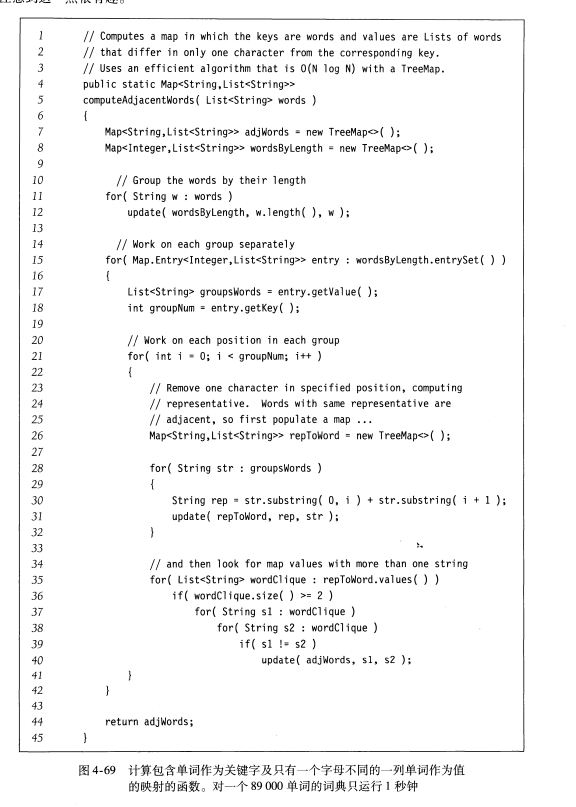 1 // Computes a map in which the keys are words and values are Lists of words
2 // that differ in only one character from the corresponding key.
3 // Uses an efficient algorithm that is O(N log N) with a TreeMap.
4 public static Map<String,List<String>>
5 computeAdjacentWords( List<String> words )
6 {
7 Map<String,List<String>> adjWords = new TreeMap<>( );
8 Map<Integer,List<String>> wordsByLength = new TreeMap<>( );
9
10 // Group the words by their length
11 for( String w : words )
12 update( wordsByLength, w.length( ), w );
13
14 // Work on each group separately
15 for( Map.Entry<Integer,List<String>> entry : wordsByLength.entrySet( ) )
16 {
17 List<String> groupsWords = entry.getValue( );
18 int groupNum = entry.getKey( );
19
20 // Work on each position in each group
21 for( int i = 0; i < groupNum; i++ )
22 {
23 // Remove one character in specified position, computing
24 // representative. Words with same representative are
25 // adjacent, so first populate a map ...
26 Map<String,List<String>> repToWord = new TreeMap<>( );
27
28 for( String str : groupsWords )
29 {
30 String rep = str.substring( 0, i ) + str.substring( i + 1 );
31 update( repToWord, rep, str );
32 }
33
34 // and then look for map values with more than one string
35 for( List<String> wordClique : repToWord.values( ) )
36 if( wordClique.size( ) >= 2 )
37 for( String s1 : wordClique )
38 for( String s2 : wordClique )
39 if( s1 != s2 )
40 update( adjWords, s1, s2 );
41 }
42 }
43
44 return adjWords;
45 }
图 4-69 计算包含单词作为关键字及只有一个字母不同的一列单词作为值
的映射的函数。对一个 89 000 单词的词典只运行 1 秒钟